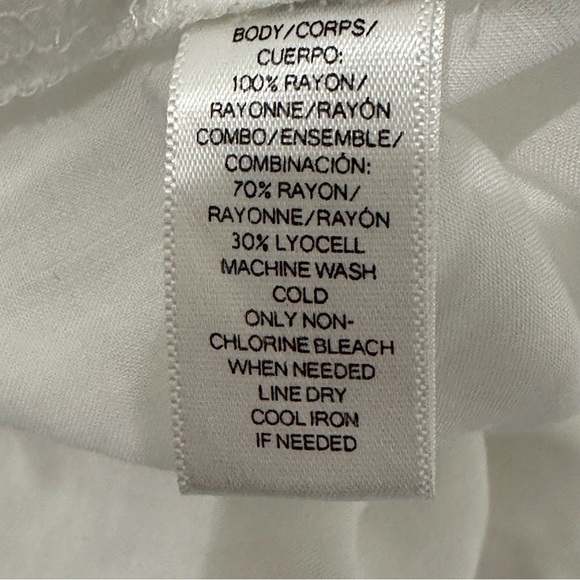 BODY/CORPS/
CUERPO:
100% RAYON/
RAYONNE/RAYÓN
COMBO/ENSEMBLE/
COMBINACIÓN:
70% RAYON/
RAYONNE/RAYÓN
30% LYOCELL
MACHINE WASH
COLD
ONLY NON-
CHLORINE BLEACH
WHEN NEEDED
LINE DRY
COOL IRON
IF NEEDED